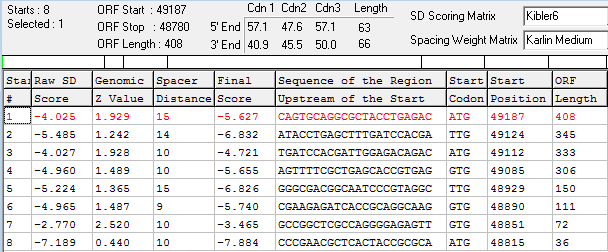 Starts : 8 ORF Start : 49187 Cdn 1 Cdn2 Cdn3 Length SD Scoring Matrix Kibler6
Selected : 1 ORF Stop : 48780 5' End 57.1 47.6 57.1 63
ORF Length : 408 3' End 40.9 45.5 50.0 66 Spacing Weight Matrix Karlin Medium
Star Raw SD Genomic Spacer Final Sequence of the Region Start Start ORF
# Score Z Value Distance Score Upstream of the Start Codon Position Length
1 -4.025 1.929 15 -5.627 CAGTGCAGGCGCTACCTGAGAC ATG 49187 408
2 -5.485 1.242 14 -6.832 ATACCTGAGCTTTGATCCACGA TTG 49124 345
3 -4.027 1.928 10 -4.721 TGATCCACGATTGGAGACAGCA ATG 49112 333
4 -4.960 1.489 10 -5.655 AGTTTTCGCTGAGCACCGTGAG GTG 49085 306
5 -5.224 1.365 15 -6.826 GGGCGACGGCAATCCCGTAGGC TTG 48929 150
6 -4.965 1.487 9 -5.740 CGAAGAGATCACCGCAGGCAAG GTG 48890 111
7 -2.770 2.520 10 -3.465 GCCGGCTCGCCAGGGGAGAGTT GTG 48851 72
8 -7.189 0.440 10 -7.884 CCCGAACGCTCACTACCGCGCA ATG 48815 36